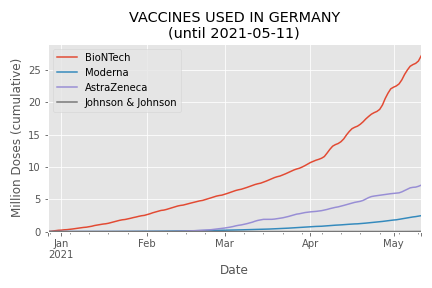 VACCINES USED IN GERMANY
(until 2021-05-11)
Million Doses (cumulative)
25
20
15
10
5
0
BioNTech
Moderna
AstraZeneca
Johnson & Johnson
Jan
2021
Feb
Mar
Apr
May
Date